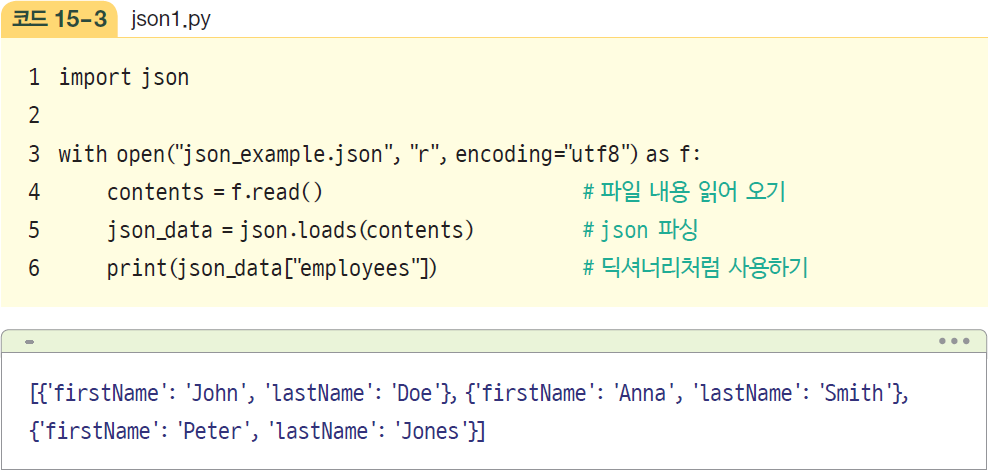 코드 15-3 json1.py
1 import json
2
3 with open("json_example.json", "r", encoding="utf8") as f:
4     contents = f.read()     # 파일 내용 읽어 오기
5     json_data = json.loads(contents)     # json 파싱
6     print(json_data["employees"])     # 딕셔너리처럼 사용하기
[{'firstName': 'John', 'lastName': 'Doe'}, {'firstName': 'Anna', 'lastName': 'Smith'},
{'firstName': 'Peter', 'lastName': 'Jones'}]